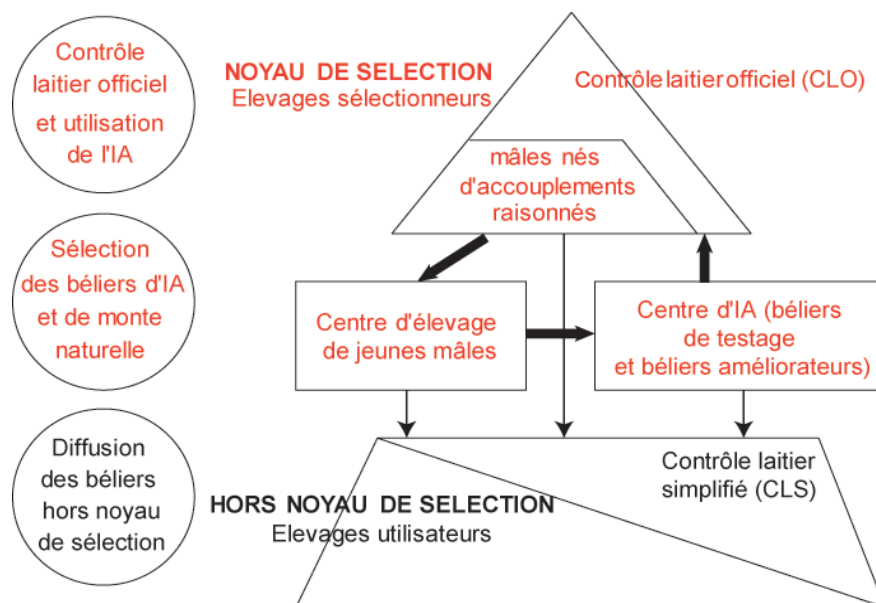 Contrôle
laitier officiel
et utilisation
de l'IA
NOYAU DE SELECTION
Elevages sélectionneurs
Contrôle laitier officiel (CLO)
mâles nés
d'accouplements
raisonnés
Sélection
des béliers d'IA
et de monte
naturelle
Centre d'élevage
de jeunes mâles
Centre d'IA (béliers
de testage
et béliers améliorateurs)
Diffusion
des béliers
hors noyau
de sélection
HORS NOYAU DE SELECTION
Elevages utilisateurs
Contrôle laitier
simplifié (CLS)